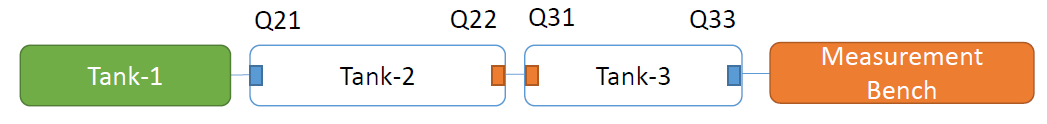 Q21
Q22
Q31
Q33
Tank-1
Tank-2
Tank-3
Measurement
Bench